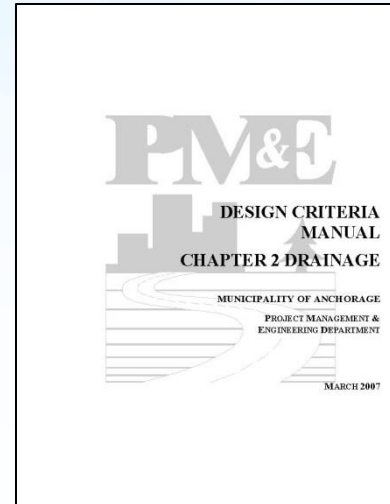 PM&E
DESIGN CRITERIA
MANUAL
CHAPTER 2 DRAINAGE
MUNICIPALITY OF ANCHORAGE
PROJECT MANAGEMENT &
ENGINEERING DEPARTMENT
MARCH 2007